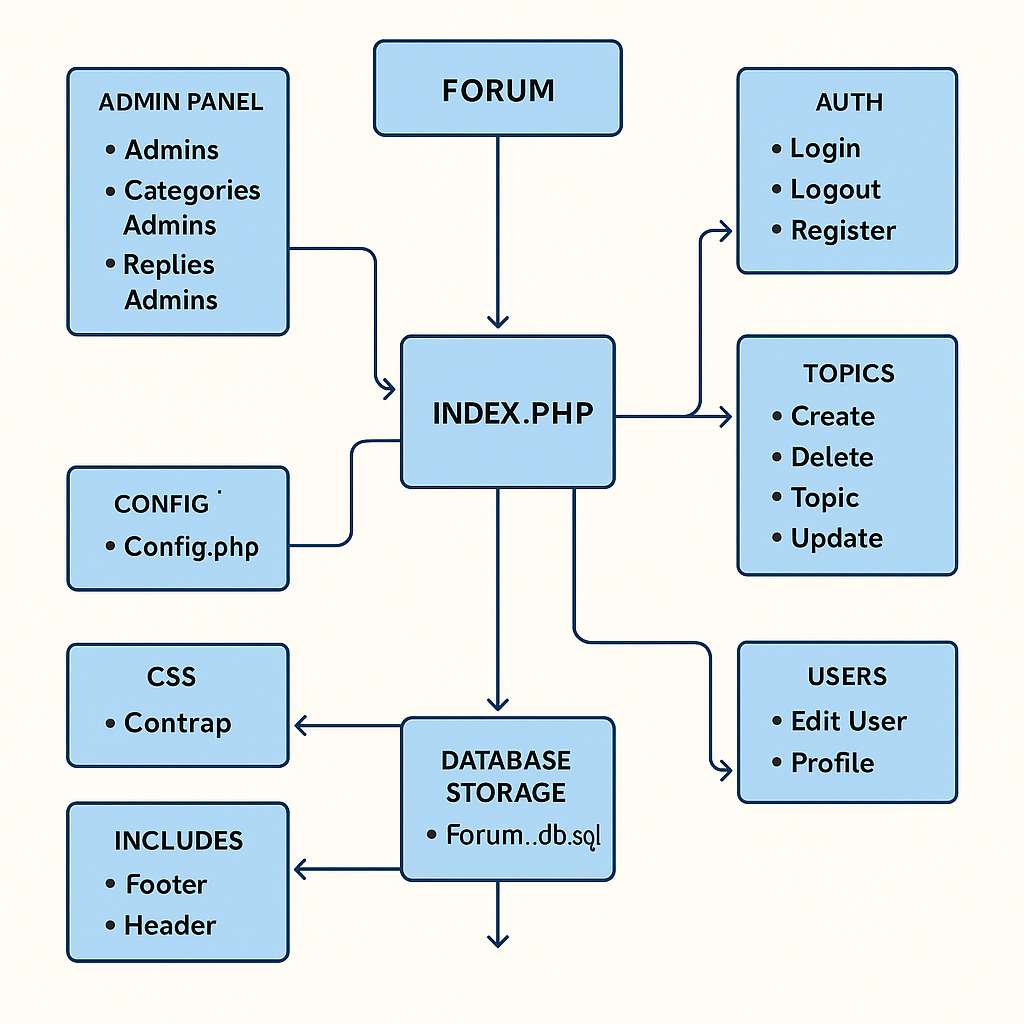 FORUM
ADMIN PANEL
• Admins
• Categories
Admins
• Replies
Admins
AUTH
• Login
• Logout
• Register
INDEX.PHP
TOPICS
• Create
• Delete
• Topic
• Update
CONFIG
• Config.php
CSS
• Contrap
DATABASE
STORAGE
• Forum..db.sql
USERS
• Edit User
• Profile
INCLUDES
• Footer
• Header